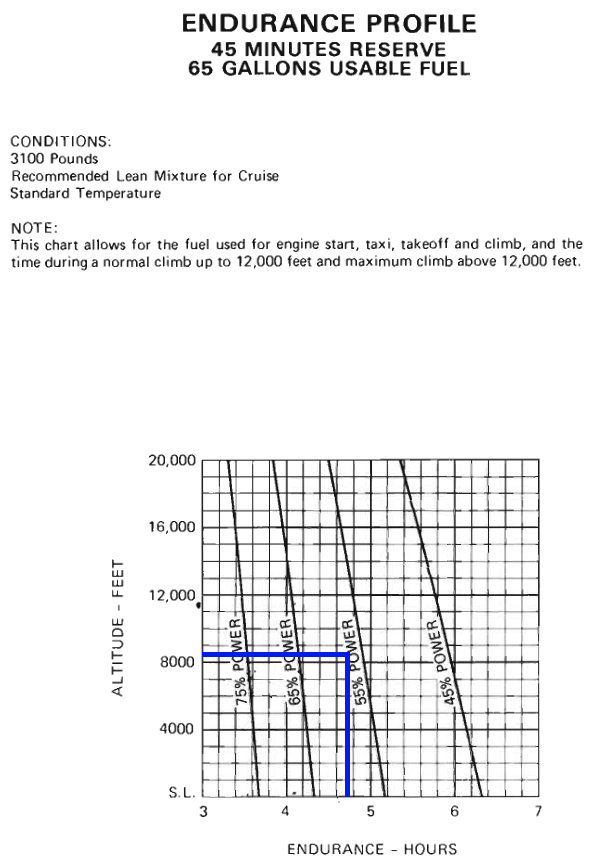 ENDURANCE PROFILE
45 MINUTES RESERVE
65 GALLONS USABLE FUEL
CONDITIONS:
3100 Pounds
Recommended Lean Mixture for Cruise
Standard Temperature
NOTE:
This chart allows for the fuel used for engine start, taxi, takeoff and climb, and the
time during a normal climb up to 12,000 feet and maximum climb above 12,000 feet.
20,000
16,000
12,000
8000
4000
S.L.
ALTITUDE - FEET
75% POWER
65% POWER
55% POWER
45% POWER
3 4 5 6 7
ENDURANCE - HOURS